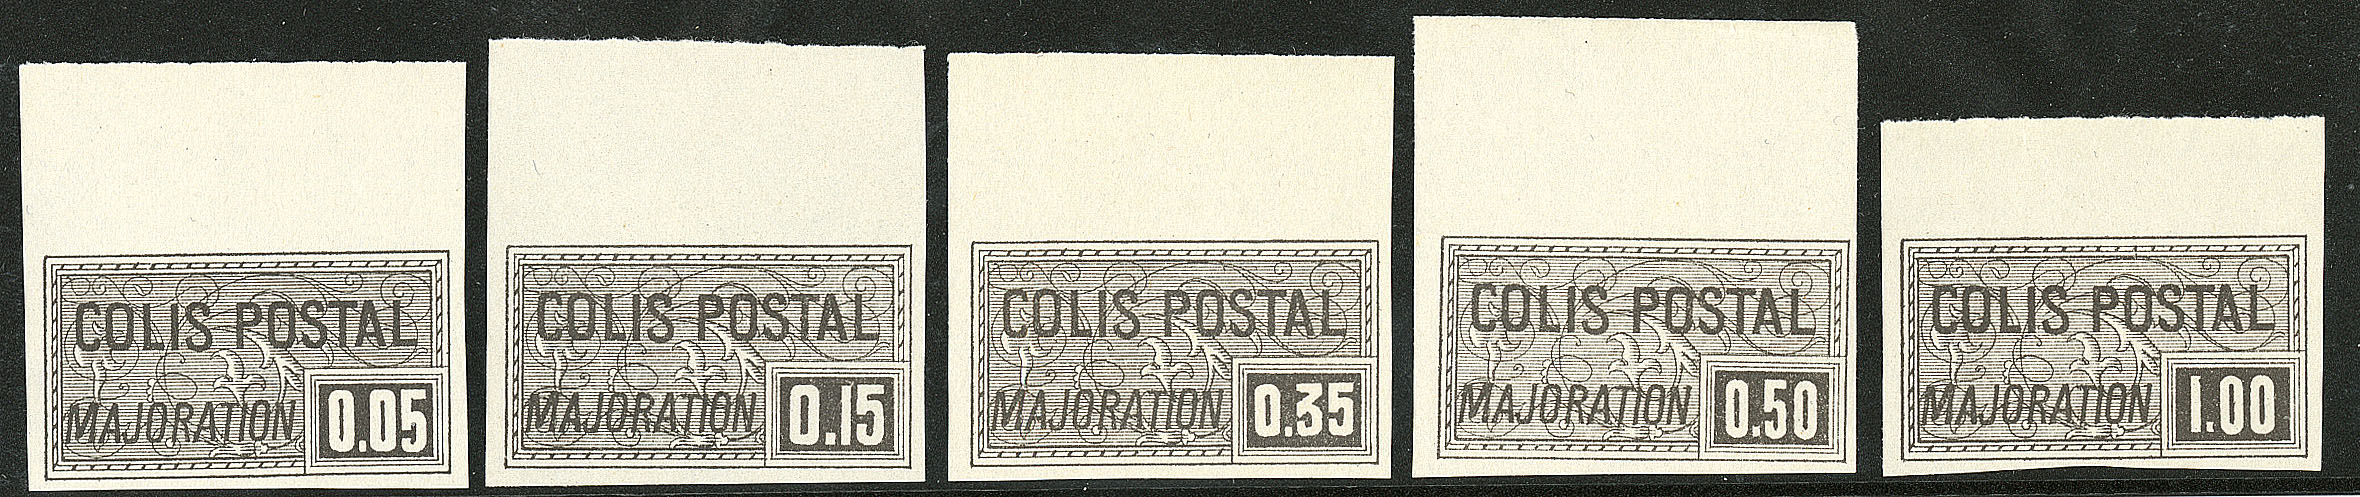 COLIS POSTAL
MAJORATION 0.05
COLIS POSTAL
MAJORATION 0.15
COLIS POSTAL
MAJORATION 0.35
COLIS POSTAL
MAJORATION 0.50
COLIS POSTAL
MAJORATION 1.00